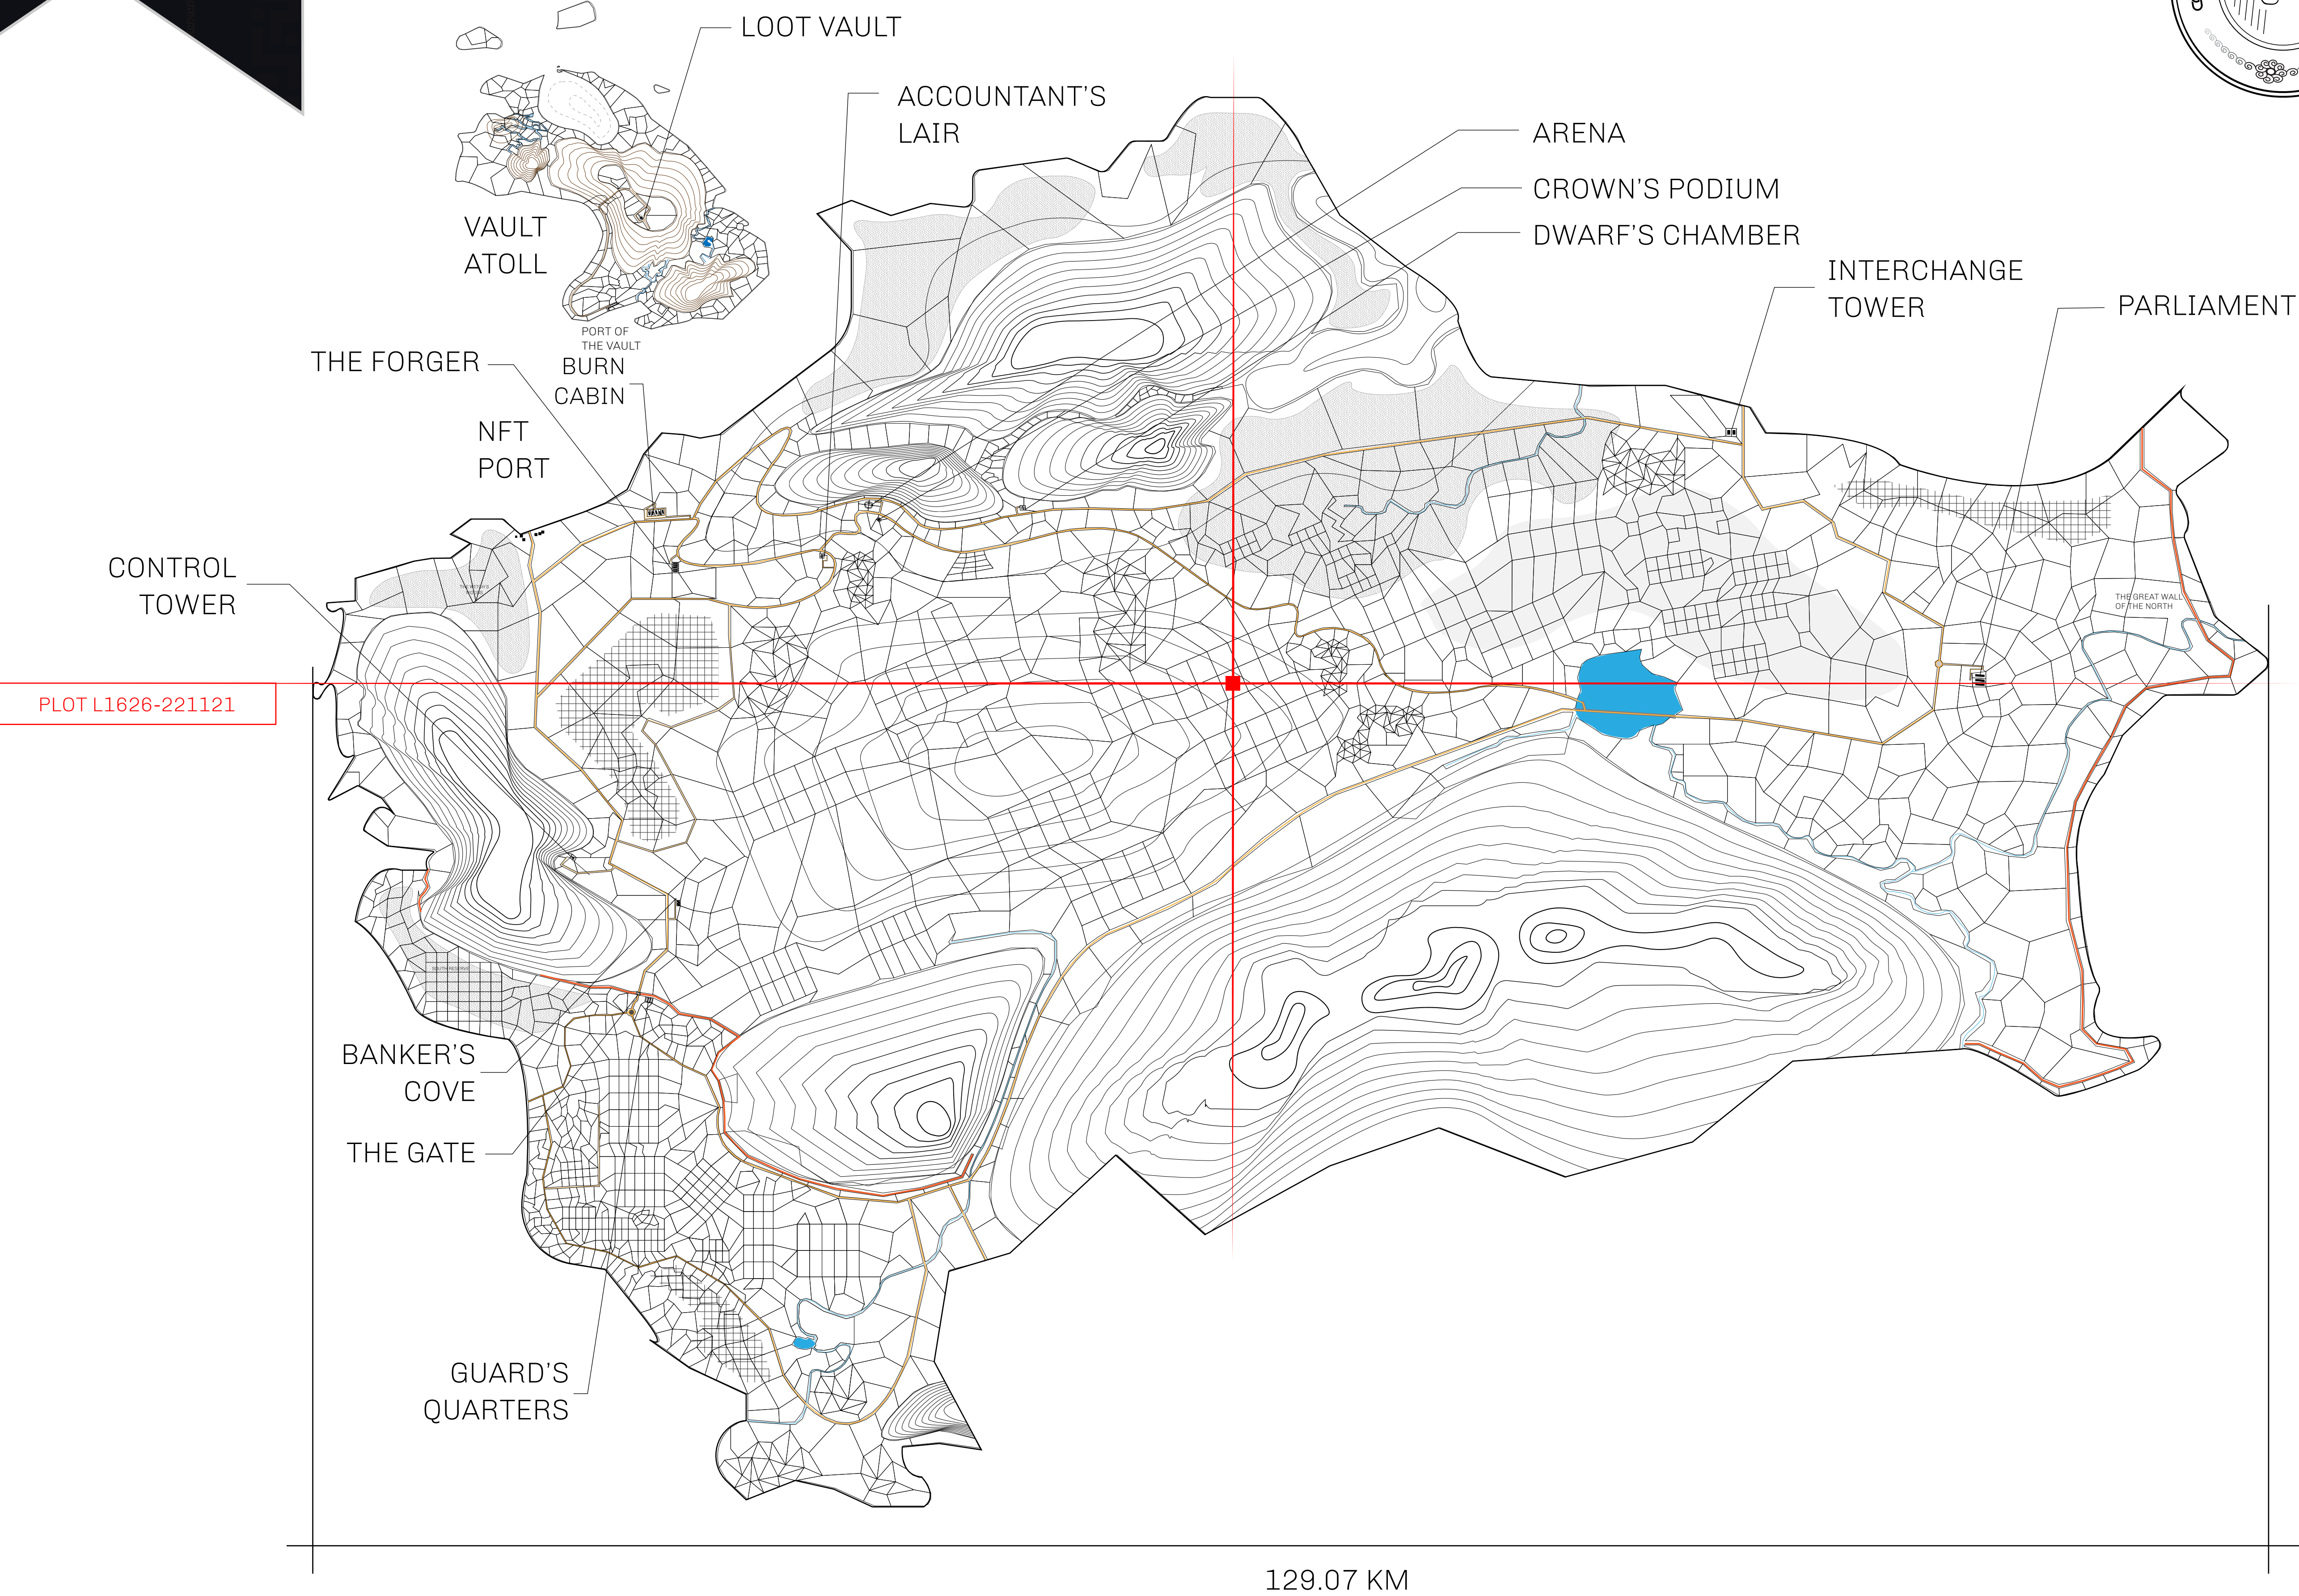 LOOT VAULT
ACCOUNTANT'S
LAIR
ARENA
CROWN'S PODIUM
DWARF'S CHAMBER
INTERCHANGE
TOWER
PARLIAMENT
VAULT
ATOLL
PORT OF
THE VAULT
THE FORGER
BURN
CABIN
NFT
PORT
CONTROL
TOWER
THE GREAT WALL
OF THE NORTH
PLOT L1626-221121
SOUTH RESERVE
BANKER'S
COVE
THE GATE
GUARD'S
QUARTERS
129.07 KM